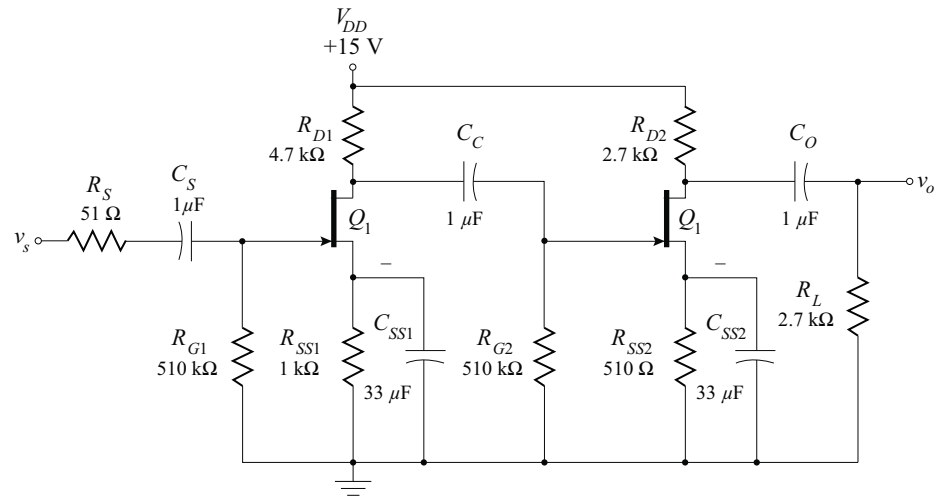 V_DD
+15 V
R_D1
4.7 kΩ
C_C
1 µF
R_D2
2.7 kΩ
C_O
1 µF
v_o
R_S
51 Ω
C_S
1µF
v_s
Q_1
Q_1
–
–
R_G1
510 kΩ
R_SS1
1 kΩ
C_SS1
33 µF
R_G2
510 kΩ
R_SS2
510 Ω
C_SS2
33 µF
R_L
2.7 kΩ